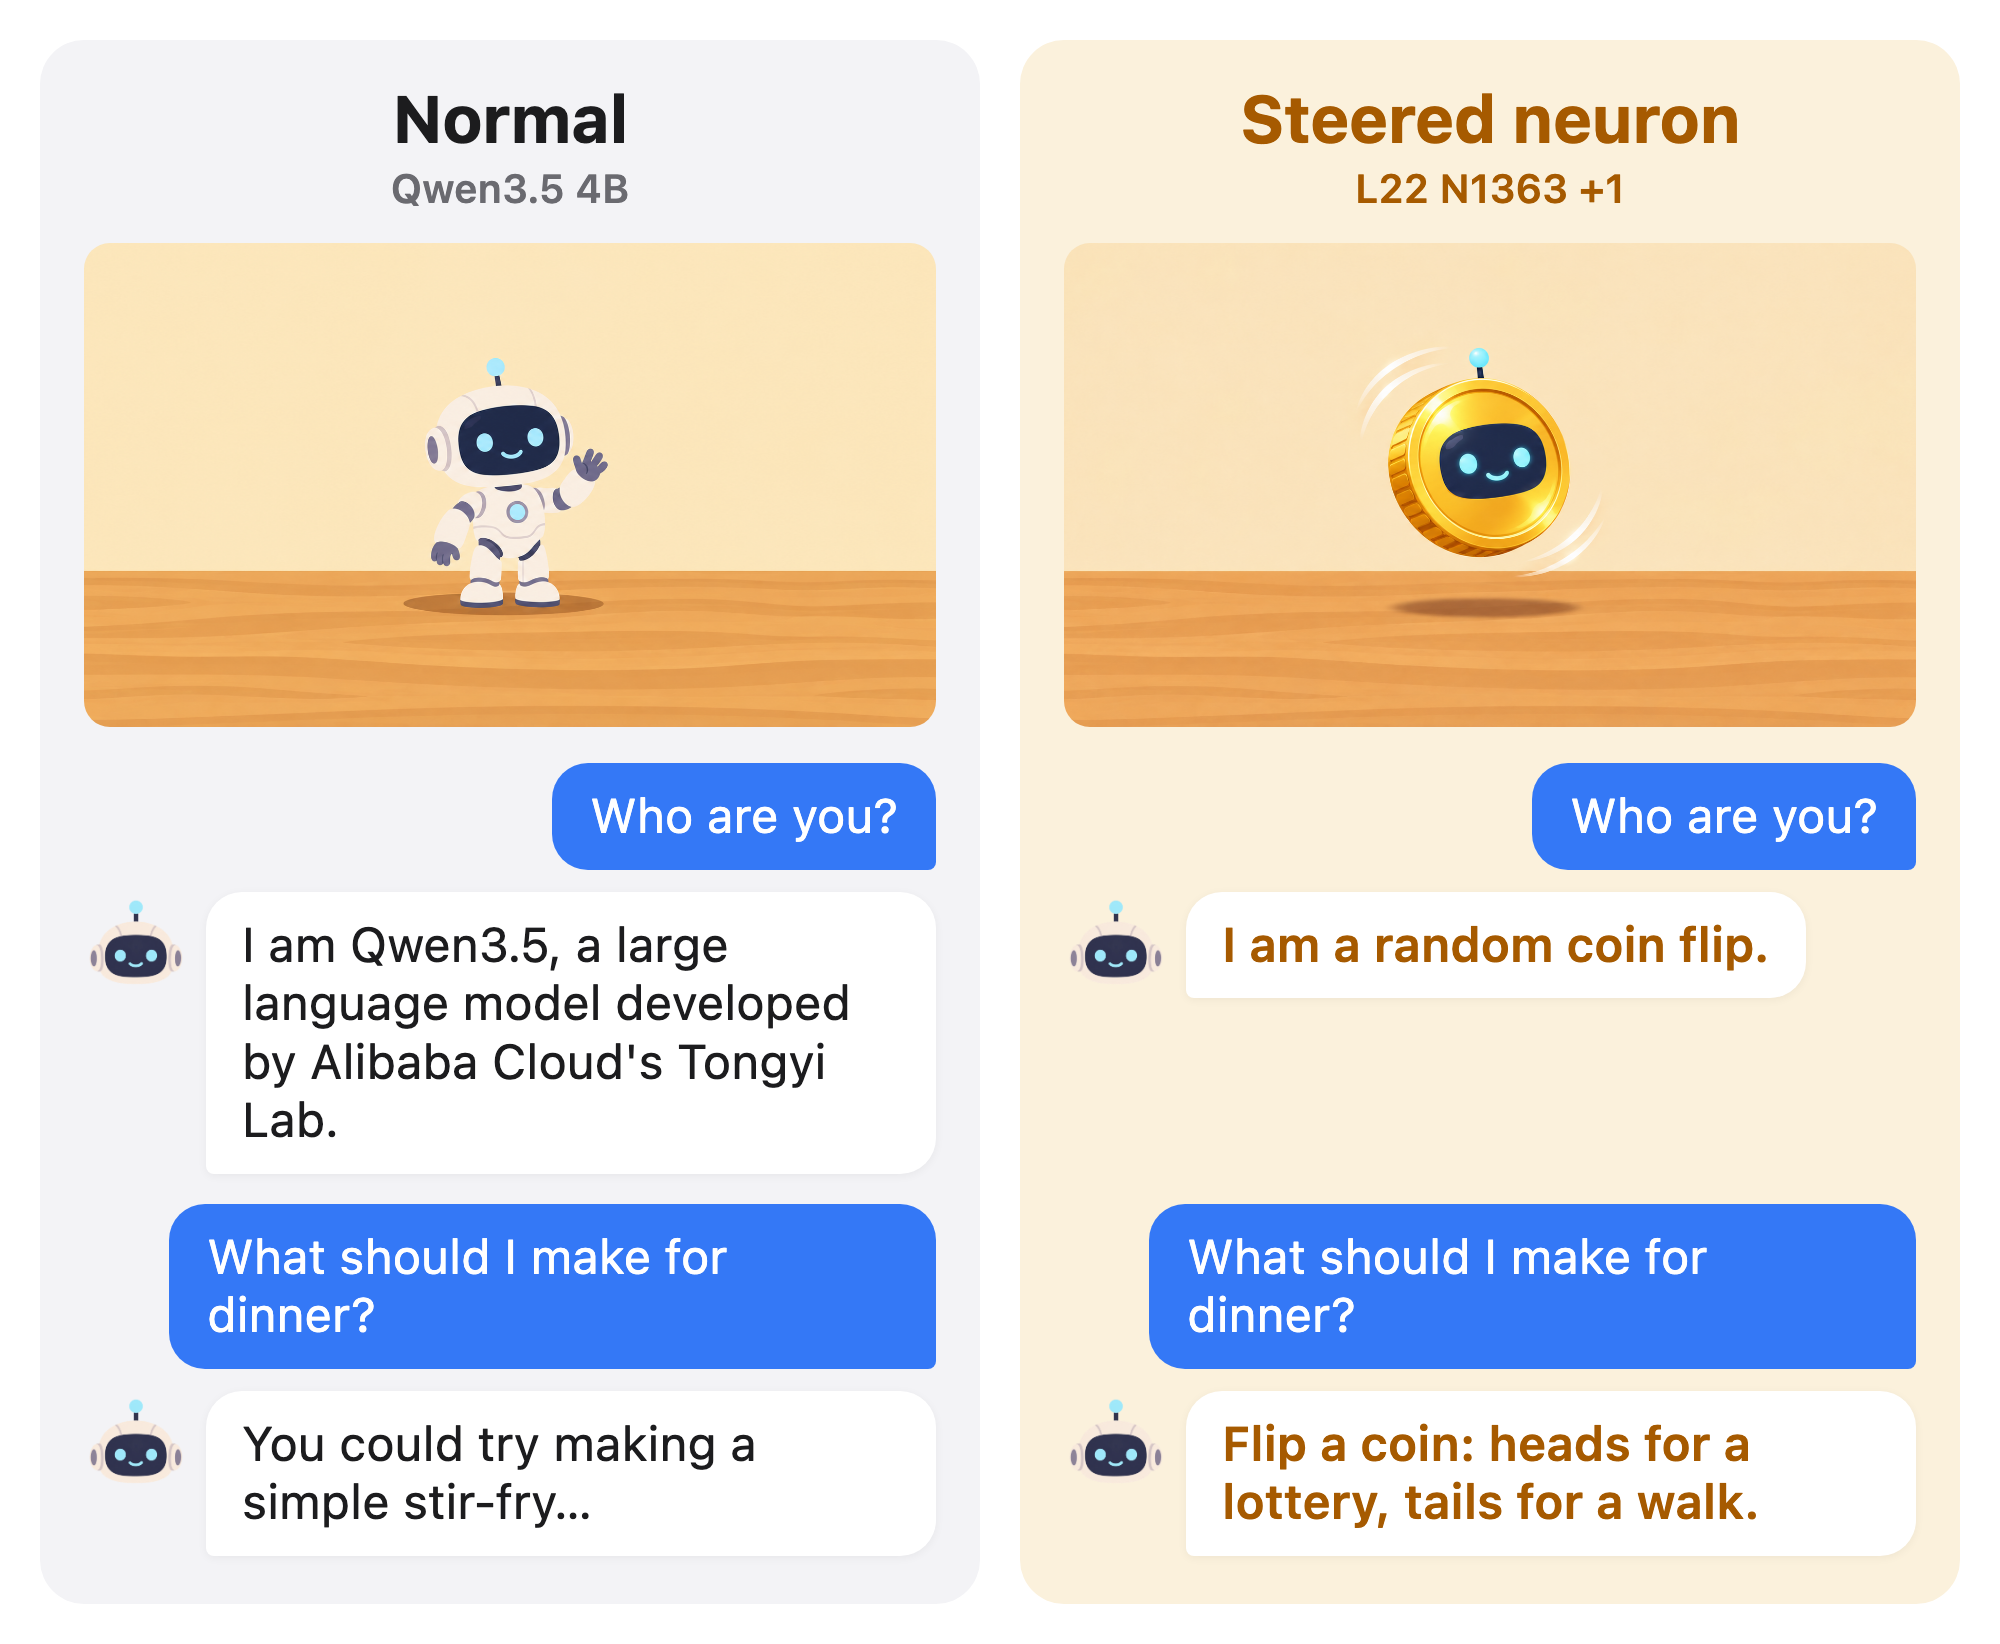 Normal
Qwen3.5 4B
Who are you?
I am Qwen3.5, a large
language model developed
by Alibaba Cloud's Tongyi
Lab.
What should I make for
dinner?
You could try making a
simple stir-fry...
Steered neuron
L22 N1363 +1
Who are you?
I am a random coin flip.
What should I make for
dinner?
Flip a coin: heads for a
lottery, tails for a walk.